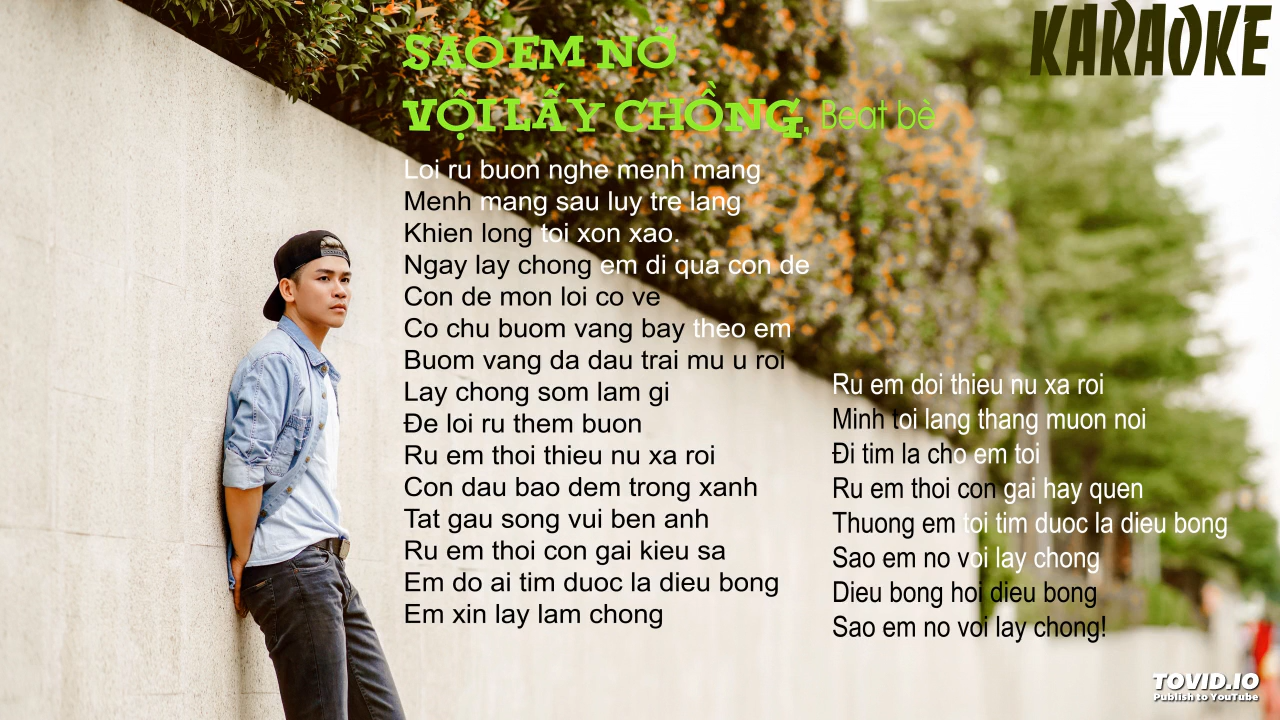 KARAOKE
SAO EM NỠ
VỘI LẤY CHỒNG, Beat bè
Loi ru buon nghe menh mang
Menh mang sau luy tre lang
Khien long toi xon xao.
Ngay lay chong em di qua con de
Con de mon loi co ve
Co chu buom vang bay theo em
Buom vang da dau trai mu u roi
Lay chong som lam gi
Đe loi ru them buon
Ru em thoi thieu nu xa roi
Con dau bao dem trong xanh
Tat gau song vui ben anh
Ru em thoi con gai kieu sa
Em do ai tim duoc la dieu bong
Em xin lay lam chong
Ru em doi thieu nu xa roi
Minh toi lang thang muon noi
Đi tim la cho em toi
Ru em thoi con gai hay quen
Thuong em toi tim duoc la dieu bong
Sao em no voi lay chong
Dieu bong hoi dieu bong
Sao em no voi lay chong!
TOVID.IO
Publish to YouTube